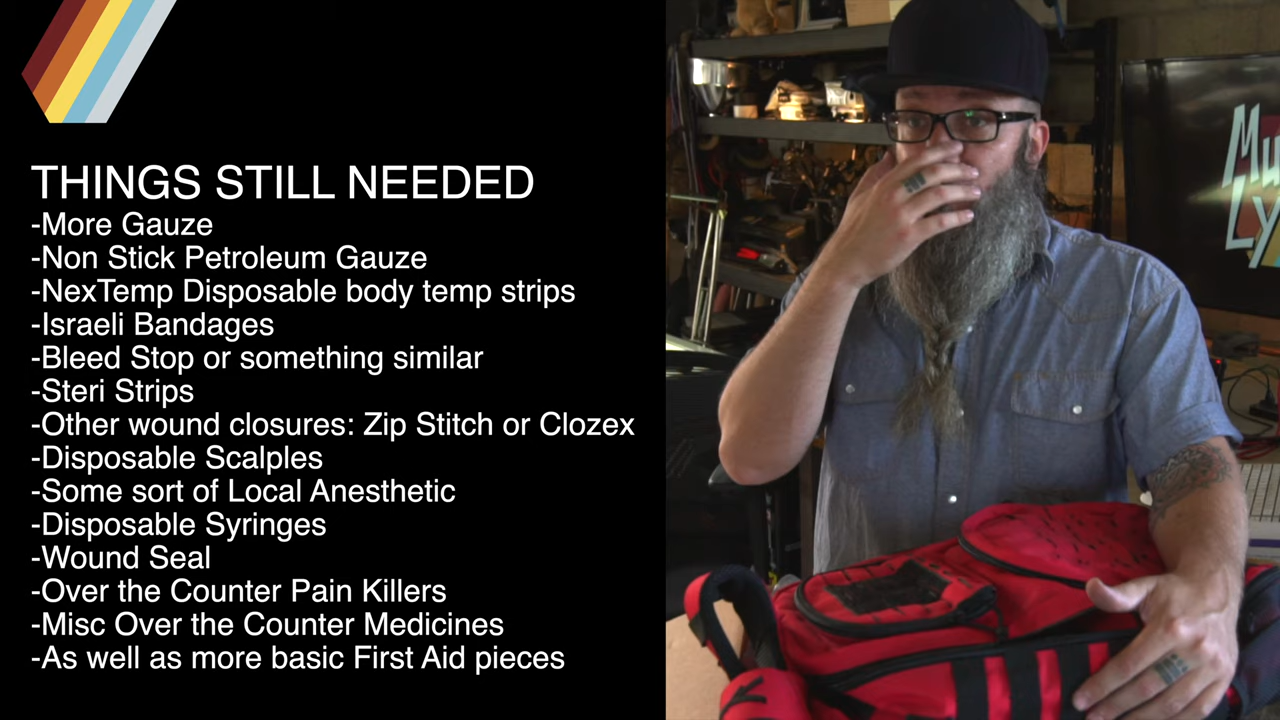 THINGS STILL NEEDED
-More Gauze
-Non Stick Petroleum Gauze
-NexTemp Disposable body temp strips
-Israeli Bandages
-Bleed Stop or something similar
-Steri Strips
-Other wound closures: Zip Stitch or Clozex
-Disposable Scalples
-Some sort of Local Anesthetic
-Disposable Syringes
-Wound Seal
-Over the Counter Pain Killers
-Misc Over the Counter Medicines
-As well as more basic First Aid pieces
Mu
Ly